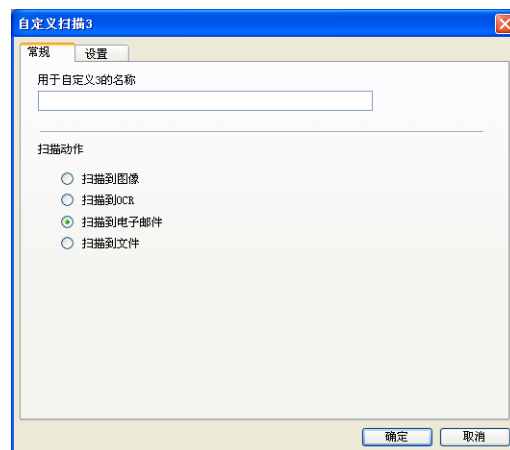 自定义扫描3
常规 设置
用于自定义3的名称
扫描动作
扫描到图像
扫描到OCR
扫描到电子邮件
扫描到文件
确定 取消